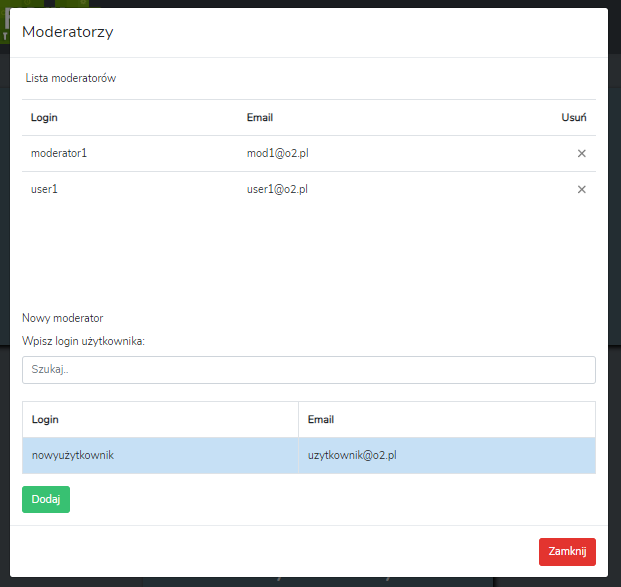 Moderatorzy
Lista moderatorów
Login Email Usuń
moderator1 mod1@o2.pl ×
user1 user1@o2.pl ×
Nowy moderator
Wpisz login użytkownika:
Szukaj..
Login Email
nowyużytkownik uzytkownik@o2.pl
Dodaj
Zamknij